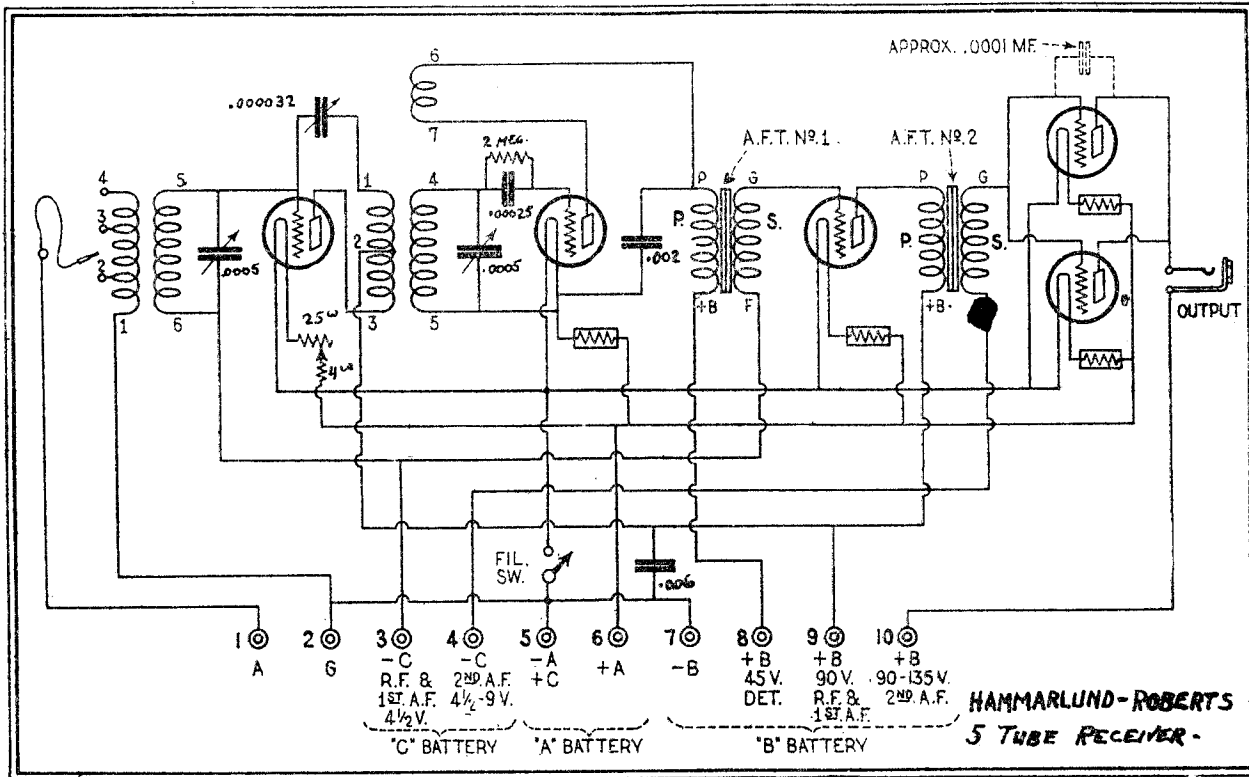 APPROX. .0001 MF.
6
.000032
7
2 MEG.
A.F.T. Nº.1
A.F.T. Nº.2
4
5
1
4
P
G
P
G
3
.00025
2
P.
S.
P.
S.
2
.0005
.0005
.002
1
6
3
5
+B
F
+B.
OUTPUT
25ω
4ω
FIL.
SW.
.006
1
2
3
4
5
6
7
8
9
10
A
G
-C
R.F. &
1ST. A.F.
4½V.
-C
2ND. A.F.
4½-9 V.
-A
+C
+A
-B
+B
45 V.
DET.
+B
90 V.
R.F. &
1ST. A.F.
+B
90-135 V.
2ND. A.F.
"C" BATTERY
"A" BATTERY
"B" BATTERY
HAMMARLUND-ROBERTS
5 TUBE RECEIVER-